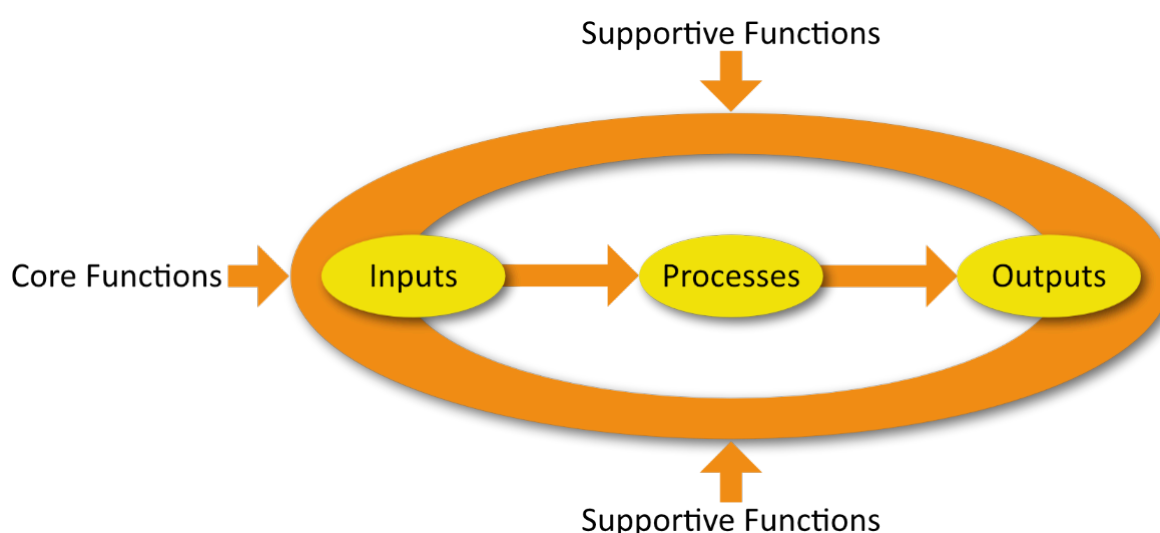 Supportive Functions
Core Functions
Inputs
Processes
Outputs
Supportive Functions